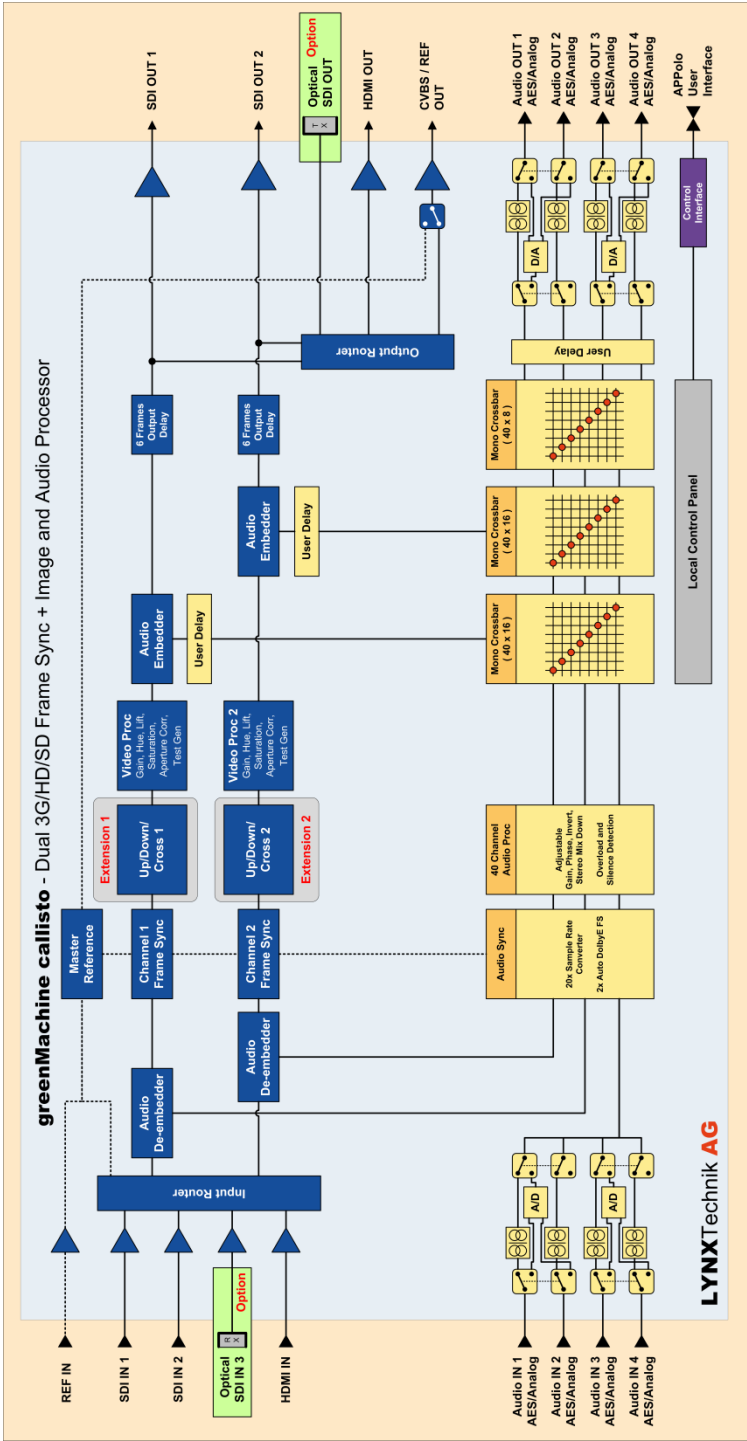 greenMachine callisto - Dual 3G/HD/SD Frame Sync + Image and Audio Processor
REF IN
SDI IN 1
SDI IN 2
Optical
SDI IN 3
Option
R
X
HDMI IN
Input Router
Audio
De-embedder
Audio
De-embedder
Master
Reference
Channel 1
Frame Sync
Channel 2
Frame Sync
Extension 1
Up/Down/
Cross 1
Up/Down/
Cross 2
Extension 2
Video Proc
Gain, Hue, Lift,
Saturation,
Aperture Corr,
Test Gen
Video Proc 2
Gain, Hue, Lift,
Saturation,
Aperture Corr,
Test Gen
Audio
Embedder
User Delay
Audio
Embedder
User Delay
6 Frames
Output
Delay
6 Frames
Output
Delay
Output Router
SDI OUT 1
SDI OUT 2
Optical Option
SDI OUT
T
X
HDMI OUT
CVBS / REF
OUT
Audio IN 1
AES/Analog
Audio IN 2
AES/Analog
Audio IN 3
AES/Analog
Audio IN 4
AES/Analog
A/D
A/D
Audio Sync
20x Sample Rate
Converter
2x Auto DolbyE FS
40 Channel
Audio Proc
Adjustable
Gain, Phase, Invert,
Stereo Mix Down
Overload and
Silence Detection
Mono Crossbar
( 40 x 16 )
Mono Crossbar
( 40 x 16 )
Mono Crossbar
( 40 x 8 )
User Delay
D/A
D/A
Audio OUT 1
AES/Analog
Audio OUT 2
AES/Analog
Audio OUT 3
AES/Analog
Audio OUT 4
AES/Analog
Local Control Panel
Control
Interface
APPolo
User
Interface
LYNXTechnik AG